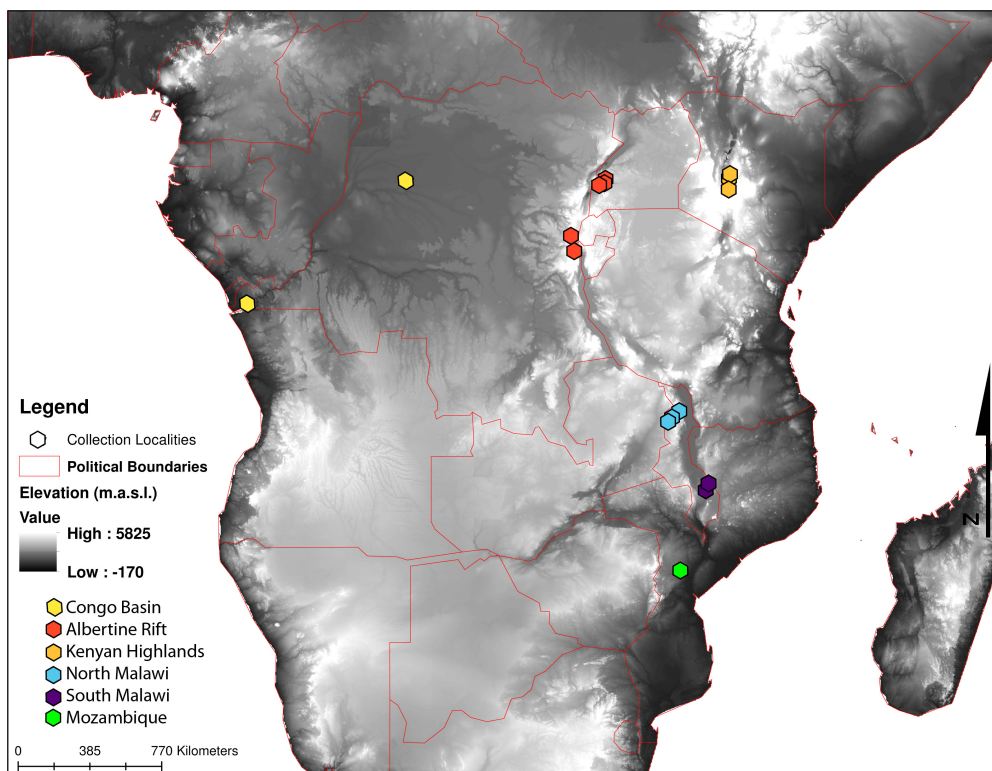 Legend
Collection Localities
Political Boundaries
Elevation (m.a.s.l.)
Value
High : 5825
Low : -170
Congo Basin
Albertine Rift
Kenyan Highlands
North Malawi
South Malawi
Mozambique
0 385 770 Kilometers
N